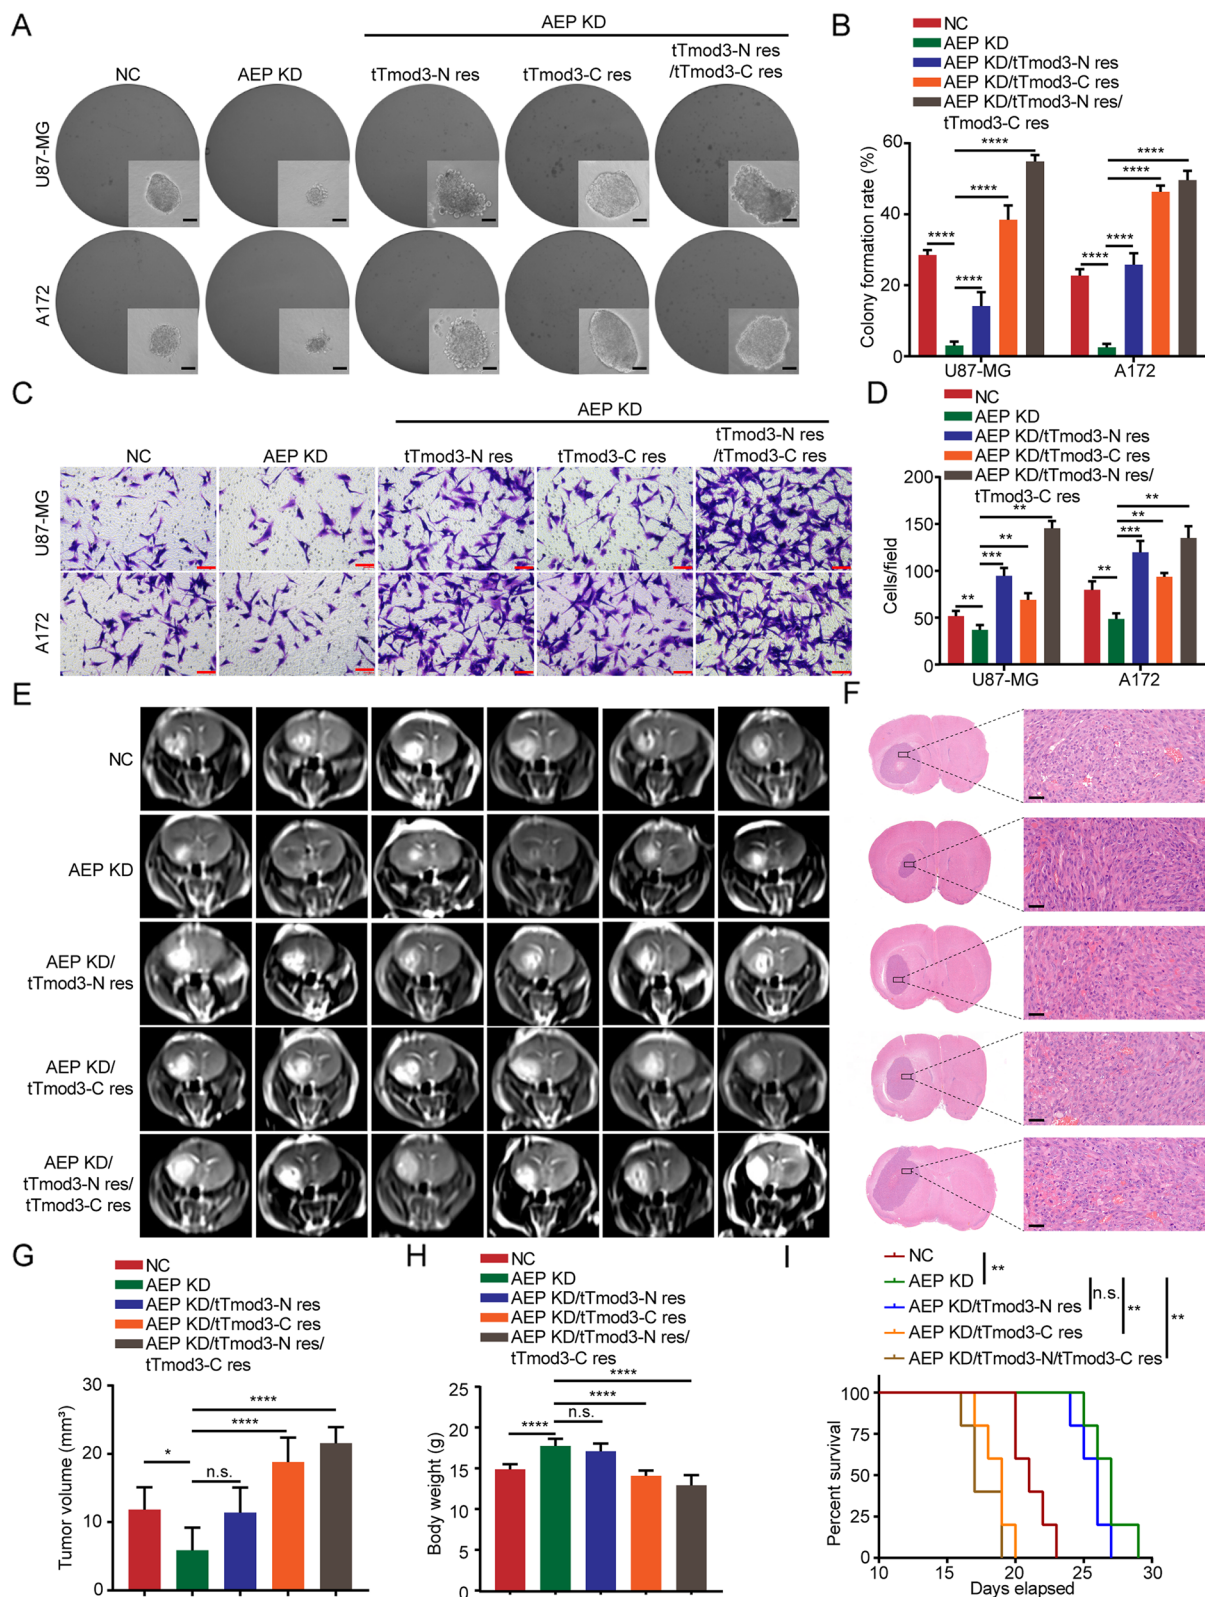 A
AEP KD
NC
AEP KD
tTmod3-N res
tTmod3-C res
tTmod3-N res
/tTmod3-C res
U87-MG
A172
B
NC
AEP KD
AEP KD/tTmod3-N res
AEP KD/tTmod3-C res
AEP KD/tTmod3-N res/
tTmod3-C res
Colony formation rate (%)
60
40
20
0
****
****
****
****
****
****
****
****
U87-MG
A172
C
AEP KD
NC
AEP KD
tTmod3-N res
tTmod3-C res
tTmod3-N res
/tTmod3-C res
U87-MG
A172
D
NC
AEP KD
AEP KD/tTmod3-N res
AEP KD/tTmod3-C res
AEP KD/tTmod3-N res/
tTmod3-C res
Cells/field
200
150
100
50
0
**
***
**
**
**
***
**
**
U87-MG
A172
E
NC
AEP KD
AEP KD/
tTmod3-N res
AEP KD/
tTmod3-C res
AEP KD/
tTmod3-N res/
tTmod3-C res
F
G
NC
AEP KD
AEP KD/tTmod3-N res
AEP KD/tTmod3-C res
AEP KD/tTmod3-N res/
tTmod3-C res
Tumor volume (mm³)
30
20
10
0
*
n.s.
****
****
H
NC
AEP KD
AEP KD/tTmod3-N res
AEP KD/tTmod3-C res
AEP KD/tTmod3-N res/
tTmod3-C res
Body weight (g)
25
20
15
10
5
0
****
n.s.
****
****
I
NC
AEP KD
AEP KD/tTmod3-N res
AEP KD/tTmod3-C res
AEP KD/tTmod3-N/tTmod3-C res
**
n.s.
**
**
Percent survival
100
75
50
25
0
10
15
20
25
30
Days elapsed